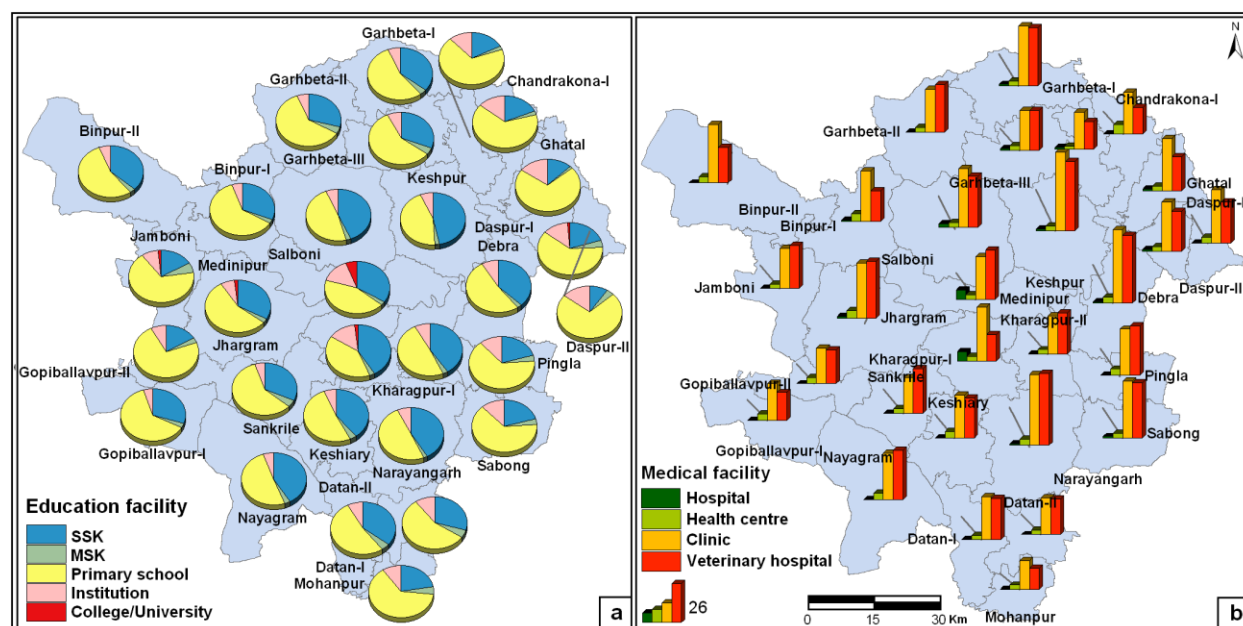 Garhbeta-I
Chandrakona-I
Garhbeta-II
Binpur-II
Garhbeta-III
Ghatal
Binpur-I
Keshpur
Daspur-I
Debra
Jamboni
Salboni
Medinipur
Jhargram
Daspur-II
Gopiballavpur-II
Pingla
Kharagpur-I
Sankrile
Gopiballavpur-I
Keshiary
Narayangarh
Sabong
Datan-II
Nayagram
Datan-I
Mohanpur
Education facility
SSK
MSK
Primary school
Institution
College/University
a
N
Garhbeta-I
Chandrakona-I
Garhbeta-II
Garhbeta-III
Ghatal
Daspur-I
Binpur-II
Binpur-I
Salboni
Keshpur
Daspur-II
Jamboni
Medinipur
Debra
Jhargram
Kharagpur-II
Kharagpur-I
Pingla
Gopiballavpur-II
Sankrile
Keshiary
Sabong
Gopiballavpur-I
Nayagram
Narayangarh
Datan-II
Datan-I
Mohanpur
Medical facility
Hospital
Health centre
Clinic
Veterinary hospital
26
0 15 30 Km
b